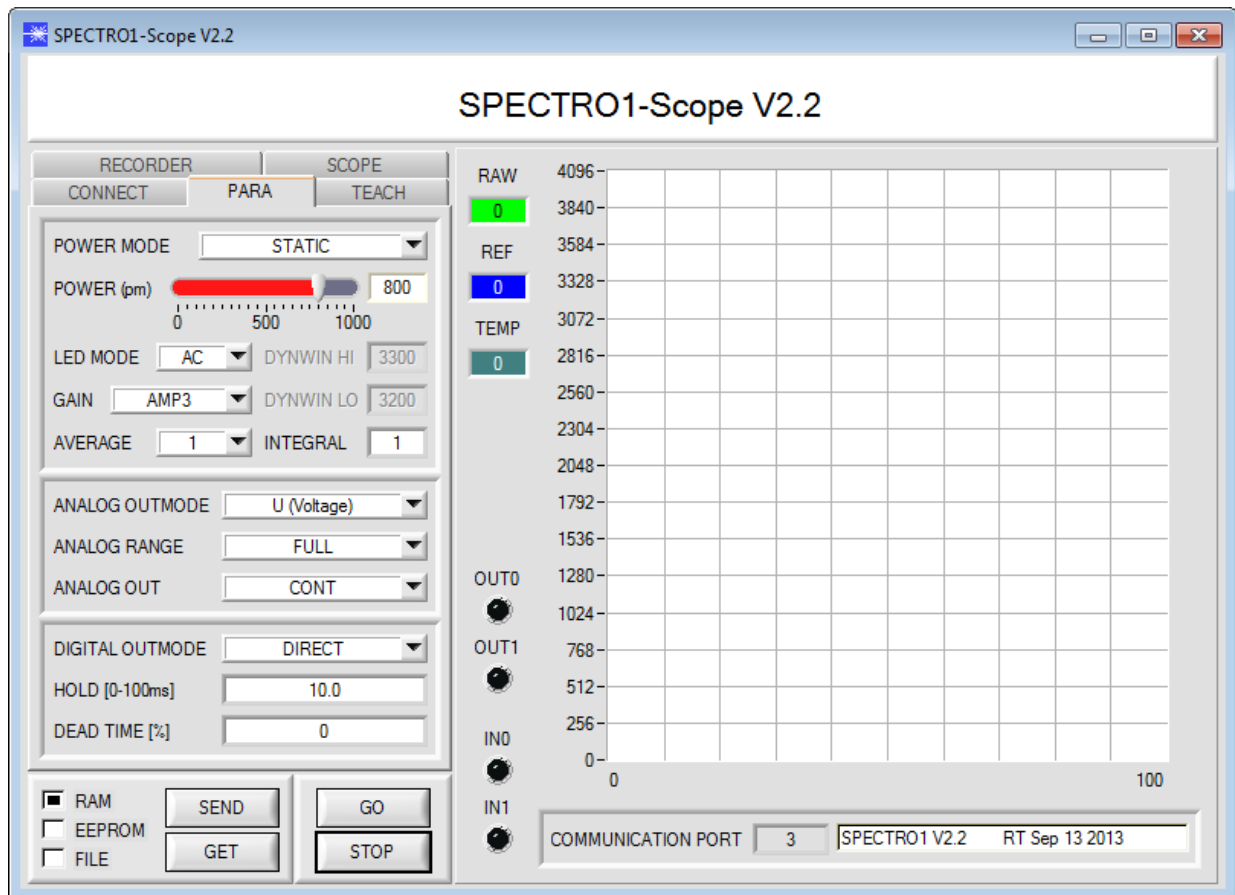 SPECTRO1-Scope V2.2
SPECTRO1-Scope V2.2
RECORDER SCOPE
CONNECT PARA TEACH
POWER MODE STATIC
POWER (pm) 800
0 500 1000
LED MODE AC DYNWIN HI 3300
GAIN AMP3 DYNWIN LO 3200
AVERAGE 1 INTEGRAL 1
ANALOG OUTMODE U (Voltage)
ANALOG RANGE FULL
ANALOG OUT CONT
DIGITAL OUTMODE DIRECT
HOLD [0-100ms] 10.0
DEAD TIME [%] 0
RAM
EEPROM
FILE
SEND
GET
GO
STOP
RAW
0
REF
0
TEMP
0
OUT0
OUT1
IN0
IN1
4096
3840
3584
3328
3072
2816
2560
2304
2048
1792
1536
1280
1024
768
512
256
0
0 100
COMMUNICATION PORT 3 SPECTRO1 V2.2 RT Sep 13 2013